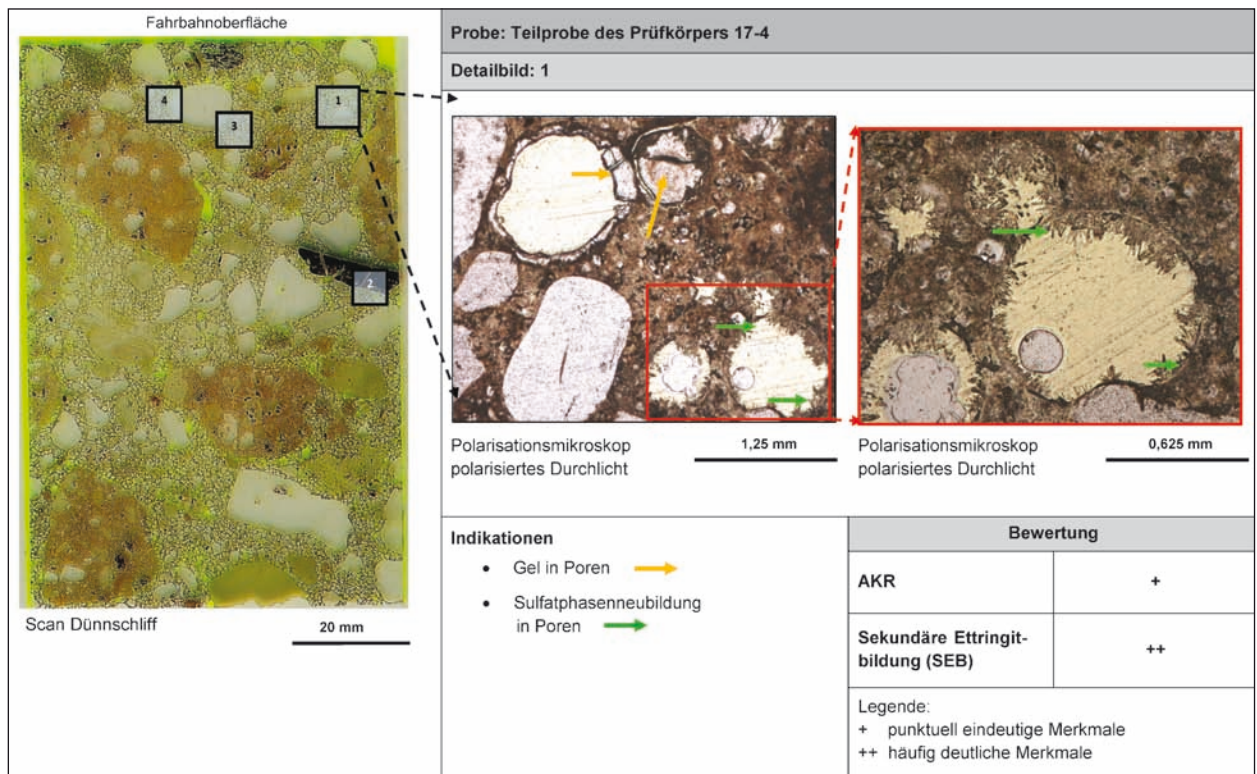 Fahrbahnoberfläche
4
3
1
2
Scan Dünnschliff
20 mm
Probe: Teilprobe des Prüfkörpers 17-4
Detailbild: 1
Polarisationsmikroskop
polarisiertes Durchlicht
1,25 mm
Polarisationsmikroskop
polarisiertes Durchlicht
0,625 mm
Indikationen
• Gel in Poren
• Sulfatphasenneubildung
in Poren
Bewertung
AKR +
Sekundäre Ettringit-
bildung (SEB) ++
Legende:
+ punktuell eindeutige Merkmale
++ häufig deutliche Merkmale